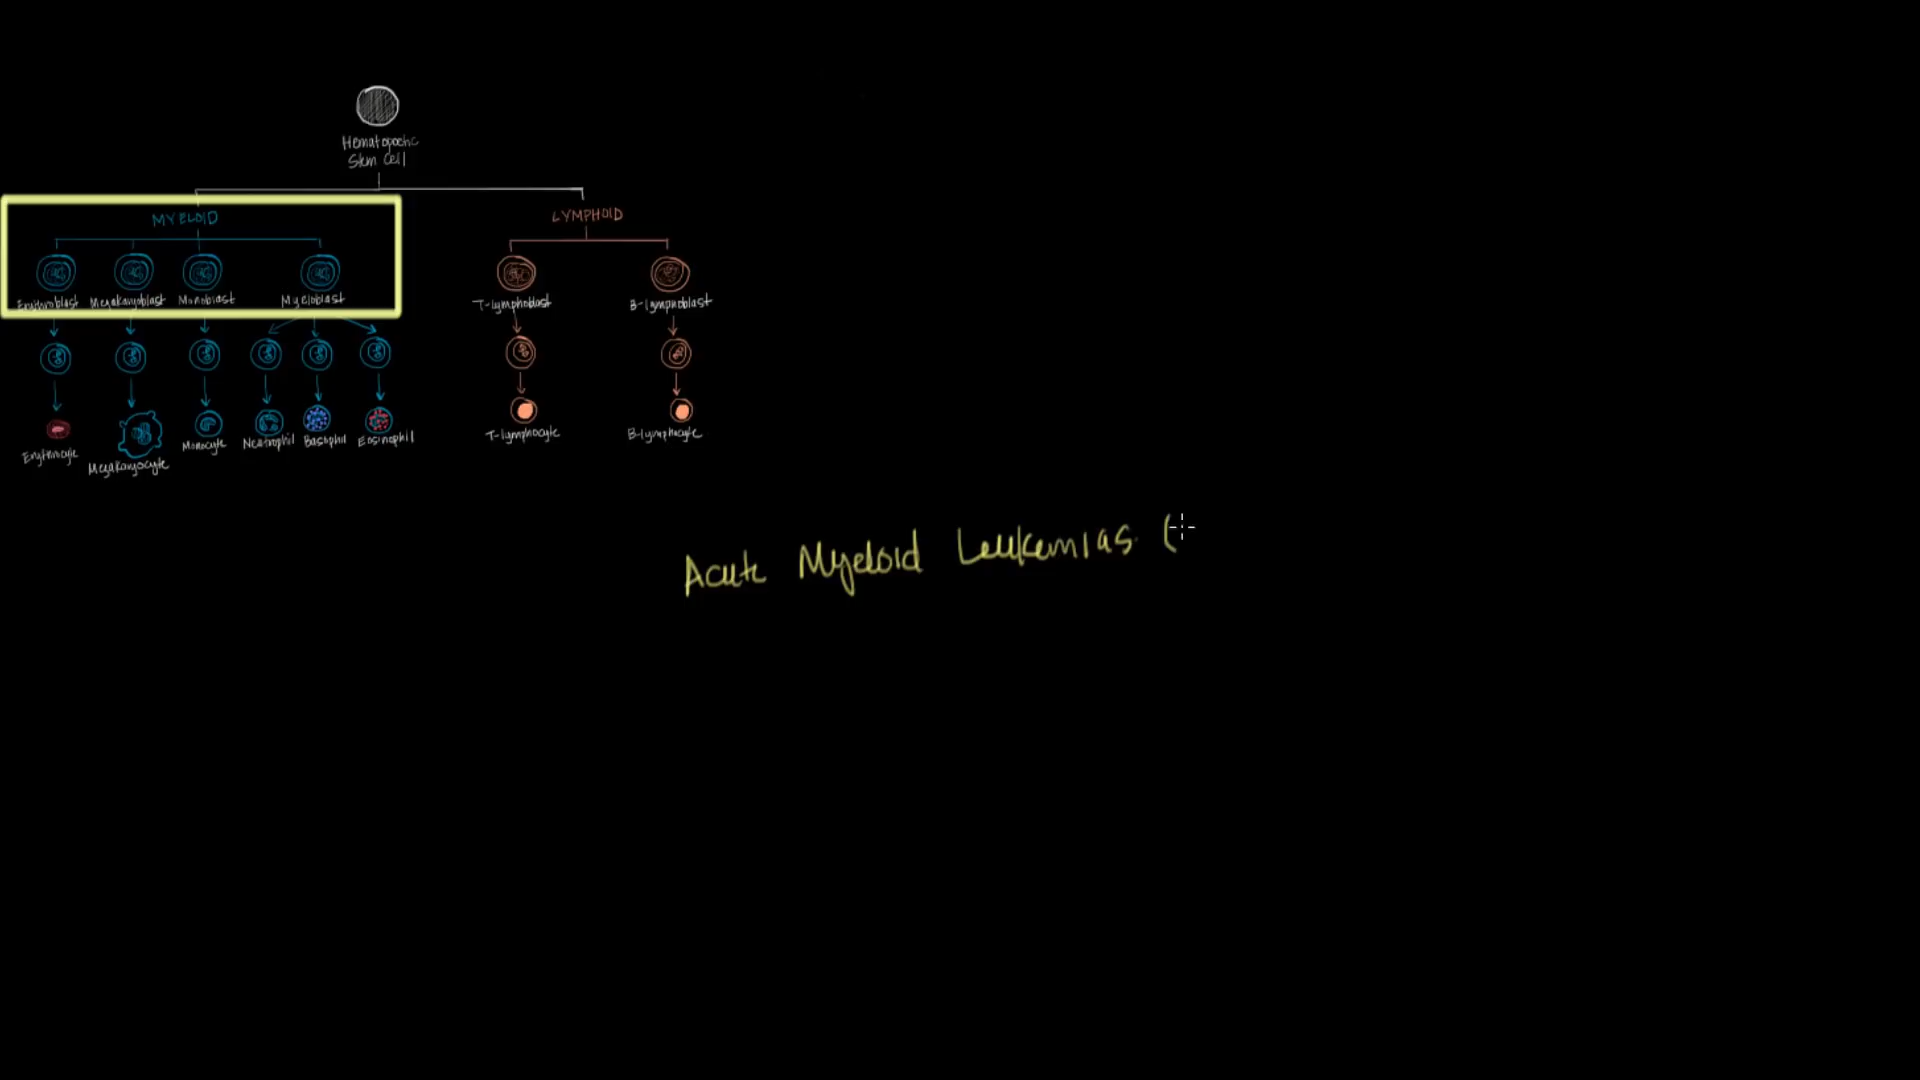 Hematopoetic
Stem Cell
MYELOID
LYMPHOID
Erythroblast Megakaryoblast Monoblast Myeloblast
T-lymphoblast B-lymphoblast
Erythrocyte Megakaryocyte Monocyte Neutrophil Basophil Eosinophil
T-lymphocyte B-lymphocyte
Acute Myeloid Leukemias (